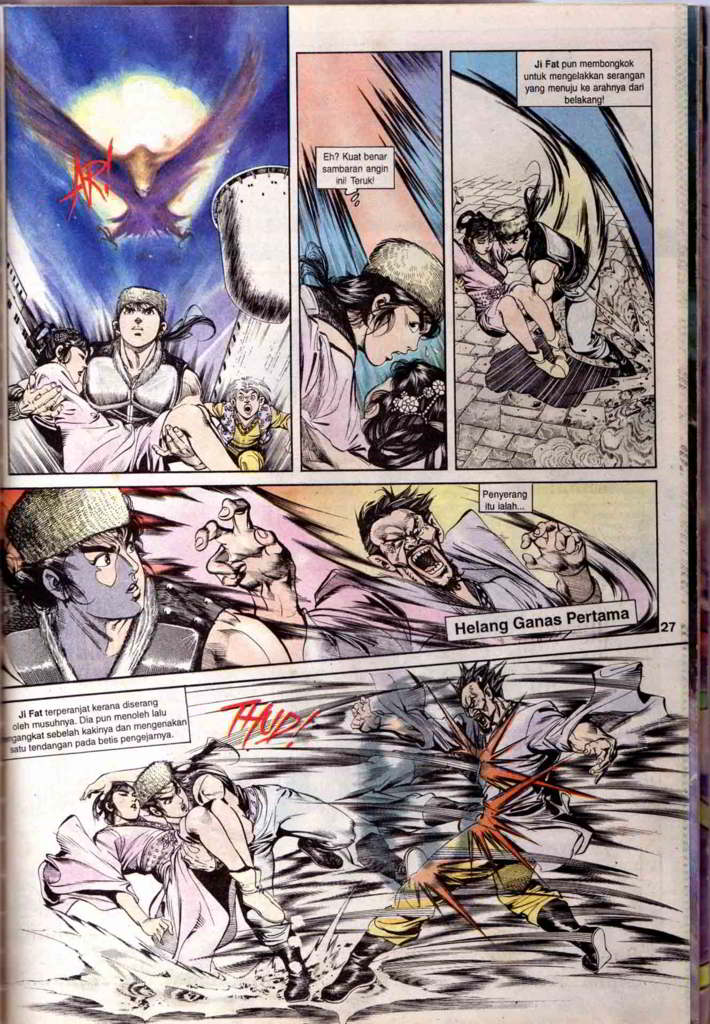 AR!
Eh? Kuat benar
sambaran angin
ini! Teruk!
Ji Fat pun membongkok
untuk mengelakkan serangan
yang menuju ke arahnya dari
belakang!
Penyerang
itu ialah...
Helang Ganas Pertama
27
Ji Fat terperanjat kerana diserang
oleh musuhnya. Dia pun menoleh lalu
mengangkat sebelah kakinya dan mengenakan
satu tendangan pada betis pengejarnya.
THUD!